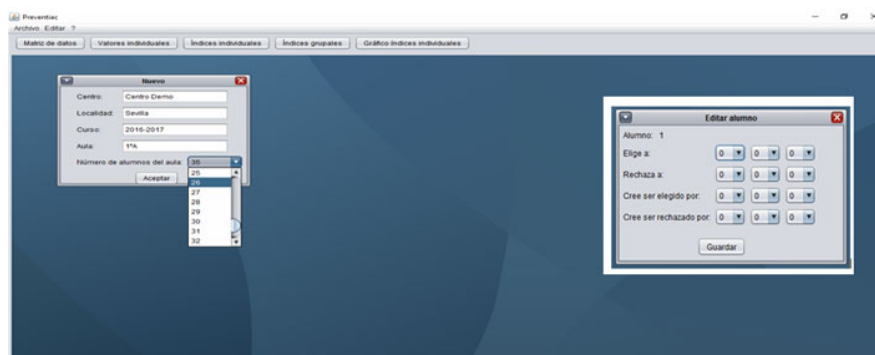 Preventiac
Archivo Editar ?
Matriz de datos Valores individuales Índices individuales Índices grupales Gráfico índices individuales
Nuevo
Centro: Centro Demo
Localidad: Sevilla
Curso: 2016-2017
Aula: 1ºA
Número de alumnos del aula: 35
25
26
27
28
29
30
31
32
Aceptar
Editar alumno
Alumno: 1
Elige a: 0 0 0
Rechaza a: 0 0 0
Cree ser elegido por: 0 0 0
Cree ser rechazado por: 0 0 0
Guardar